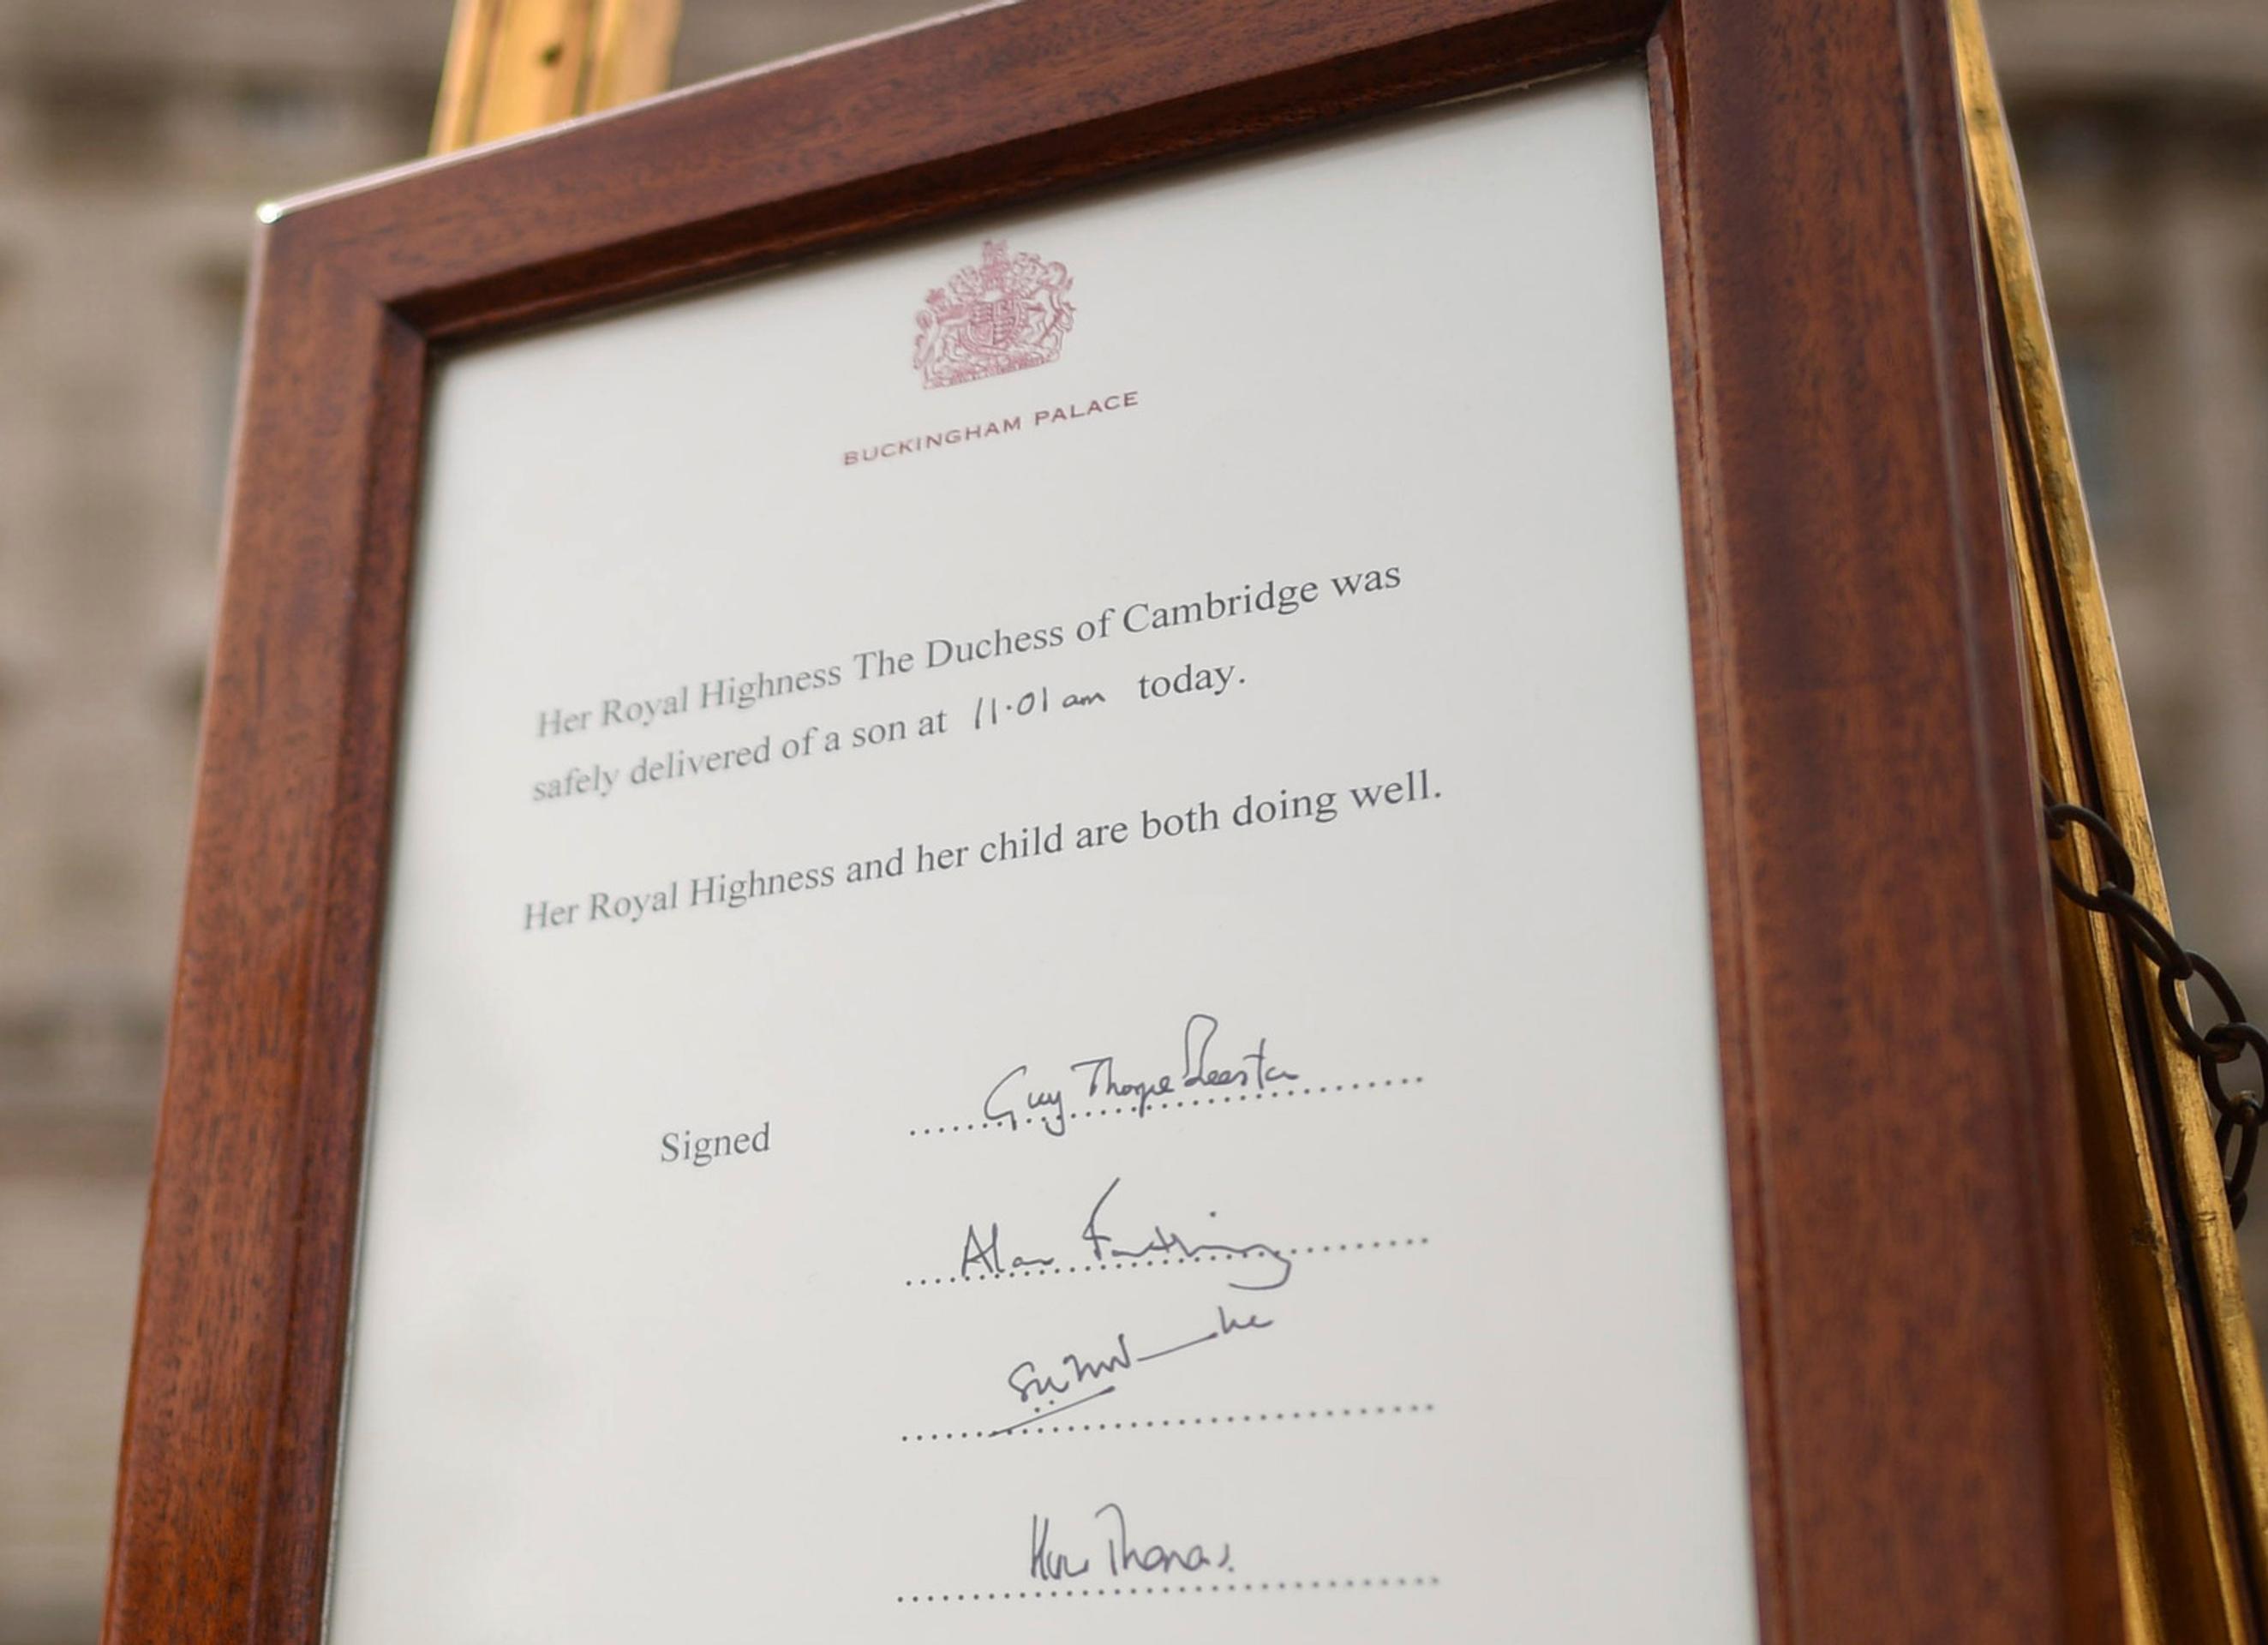 BUCKINGHAM PALACE
Her Royal Highness The Duchess of Cambridge was
safely delivered of a son at 11·01 am today.
Her Royal Highness and her child are both doing well.
Signed Guy Thorpe Beeston
Alan Farthing
Huw Thomas.